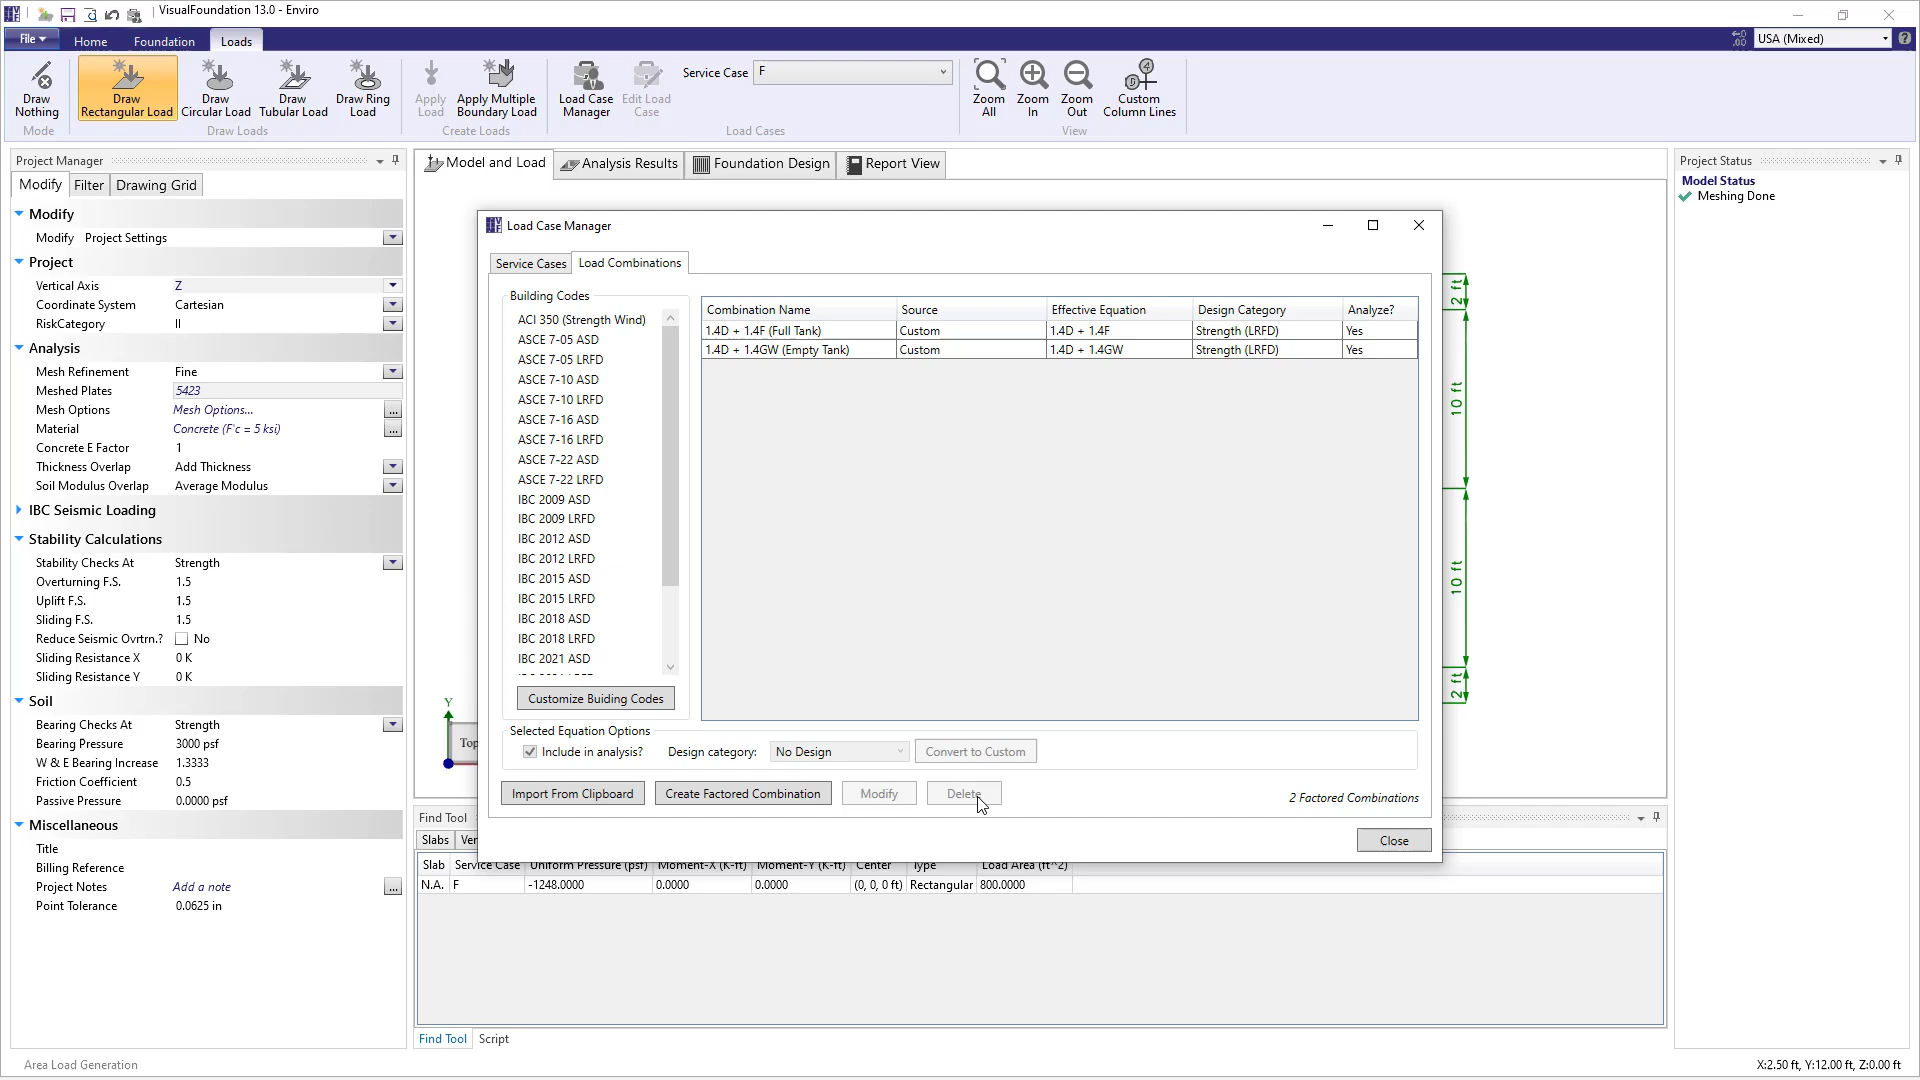 VisualFoundation 13.0 - Enviro
File Home Foundation Loads USA (Mixed)
Draw Nothing
Draw Rectangular Load
Draw Circular Load
Draw Tubular Load
Draw Ring Load
Apply Load
Apply Multiple Boundary Load
Load Case Manager
Edit Load Case
Service Case F
Zoom All
Zoom In
Zoom Out
Custom Column Lines
Mode Draw Loads Create Loads Load Cases View
Project Manager
Modify Filter Drawing Grid
Modify
Modify Project Settings
Project
Vertical Axis Z
Coordinate System Cartesian
RiskCategory II
Analysis
Mesh Refinement Fine
Meshed Plates 5423
Mesh Options Mesh Options...
Material Concrete (F'c = 5 ksi)
Concrete E Factor 1
Thickness Overlap Add Thickness
Soil Modulus Overlap Average Modulus
IBC Seismic Loading
Stability Calculations
Stability Checks At Strength
Overturning F.S. 1.5
Uplift F.S. 1.5
Sliding F.S. 1.5
Reduce Seismic Ovrtrn.? No
Sliding Resistance X 0 K
Sliding Resistance Y 0 K
Soil
Bearing Checks At Strength
Bearing Pressure 3000 psf
W & E Bearing Increase 1.3333
Friction Coefficient 0.5
Passive Pressure 0.0000 psf
Miscellaneous
Title
Billing Reference
Project Notes Add a note
Point Tolerance 0.0625 in
Model and Load Analysis Results Foundation Design Report View
Load Case Manager
Service Cases Load Combinations
Building Codes
ACI 350 (Strength Wind)
ASCE 7-05 ASD
ASCE 7-05 LRFD
ASCE 7-10 ASD
ASCE 7-10 LRFD
ASCE 7-16 ASD
ASCE 7-16 LRFD
ASCE 7-22 ASD
ASCE 7-22 LRFD
IBC 2009 ASD
IBC 2009 LRFD
IBC 2012 ASD
IBC 2012 LRFD
IBC 2015 ASD
IBC 2015 LRFD
IBC 2018 ASD
IBC 2018 LRFD
IBC 2021 ASD
Customize Buiding Codes
Combination Name Source Effective Equation Design Category Analyze?
1.4D + 1.4F (Full Tank) Custom 1.4D + 1.4F Strength (LRFD) Yes
1.4D + 1.4GW (Empty Tank) Custom 1.4D + 1.4GW Strength (LRFD) Yes
Selected Equation Options
Include in analysis? Design category: No Design Convert to Custom
Import From Clipboard Create Factored Combination Modify Delete 2 Factored Combinations
Close
2 ft
10 ft
10 ft
2 ft
Y
Top
Find Tool
Slabs
Slab Service Case Uniform Pressure (psf) Moment-X (K-ft) Moment-Y (K-ft) Center Type Load Area (ft^2)
N.A. F -1248.0000 0.0000 0.0000 (0, 0, 0 ft) Rectangular 800.0000
Find Tool Script
Project Status
Model Status
Meshing Done
Area Load Generation X:2.50 ft, Y:12.00 ft, Z:0.00 ft